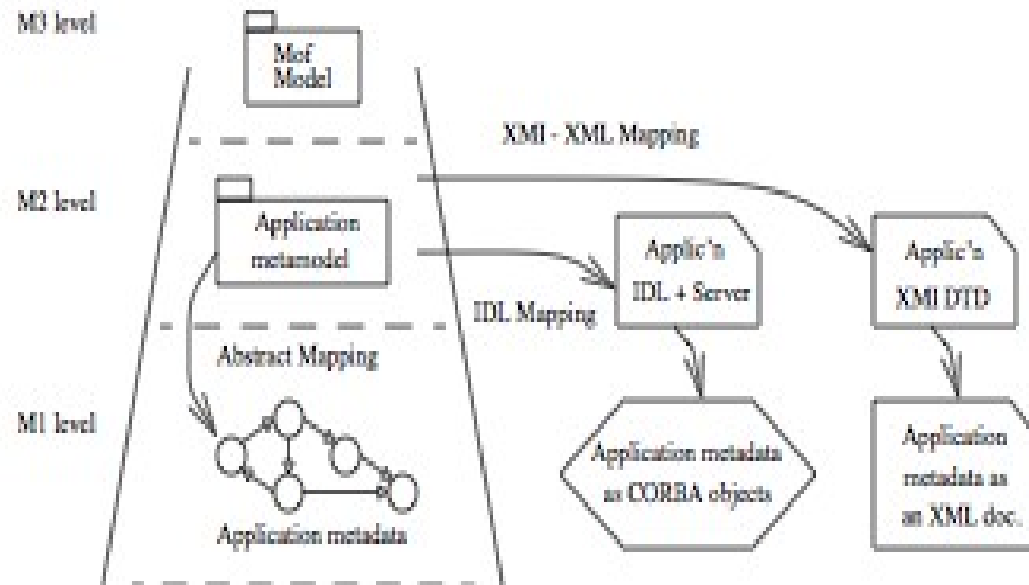 M3 level
Mof
Model
XMI - XML Mapping
M2 level
Application
metamodel
Applic'n
IDL + Server
Applic'n
XMI DTD
IDL Mapping
Abstract Mapping
M1 level
Application metadata
as CORBA objects
Application
metadata as
an XML doc.
Application metadata